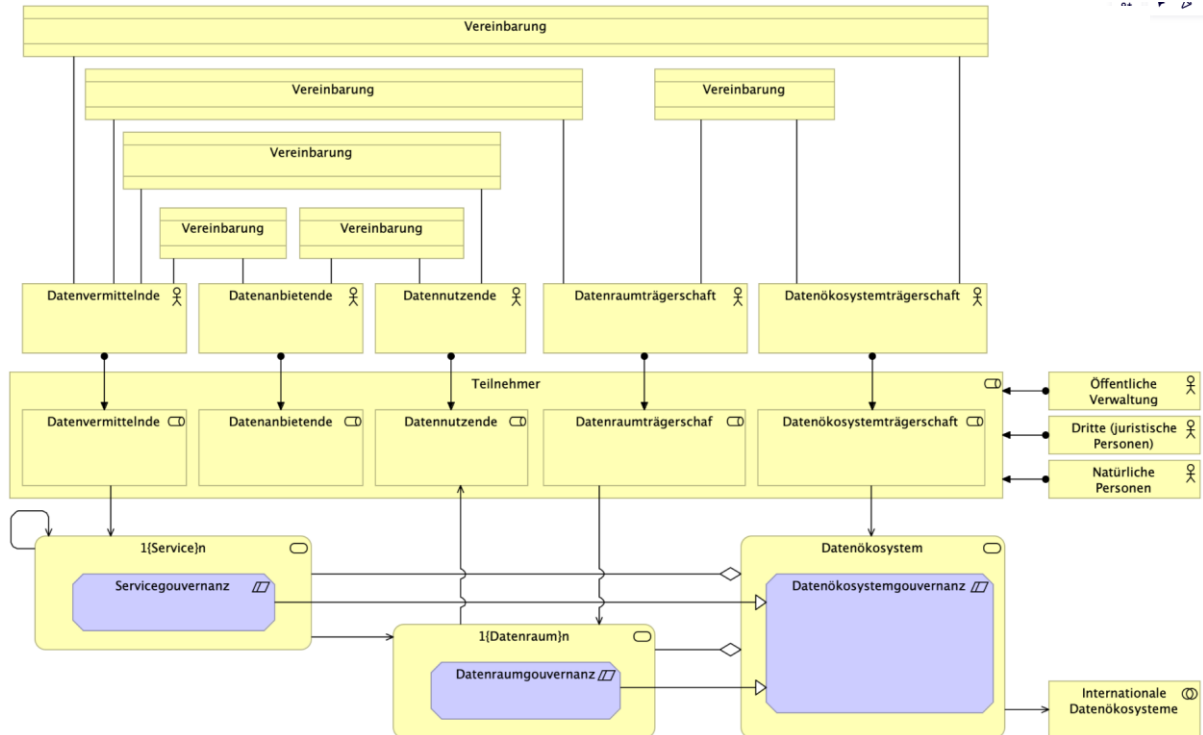 Vereinbarung
Vereinbarung
Vereinbarung
Vereinbarung
Vereinbarung
Vereinbarung
Datenvermittelnde
Datenanbietende
Datennutzende
Datenraumträgerschaft
Datenökosystemträgerschaft
Teilnehmer
Datenvermittelnde
Datenanbietende
Datennutzende
Datenraumträgerschaf
Datenökosystemträgerschaft
Öffentliche
Verwaltung
Dritte (juristische
Personen)
Natürliche
Personen
1{Service}n
Servicegouvernanz
Datenökosystem
Datenökosystemgouvernanz
1{Datenraum}n
Datenraumgouvernanz
Internationale
Datenökosysteme